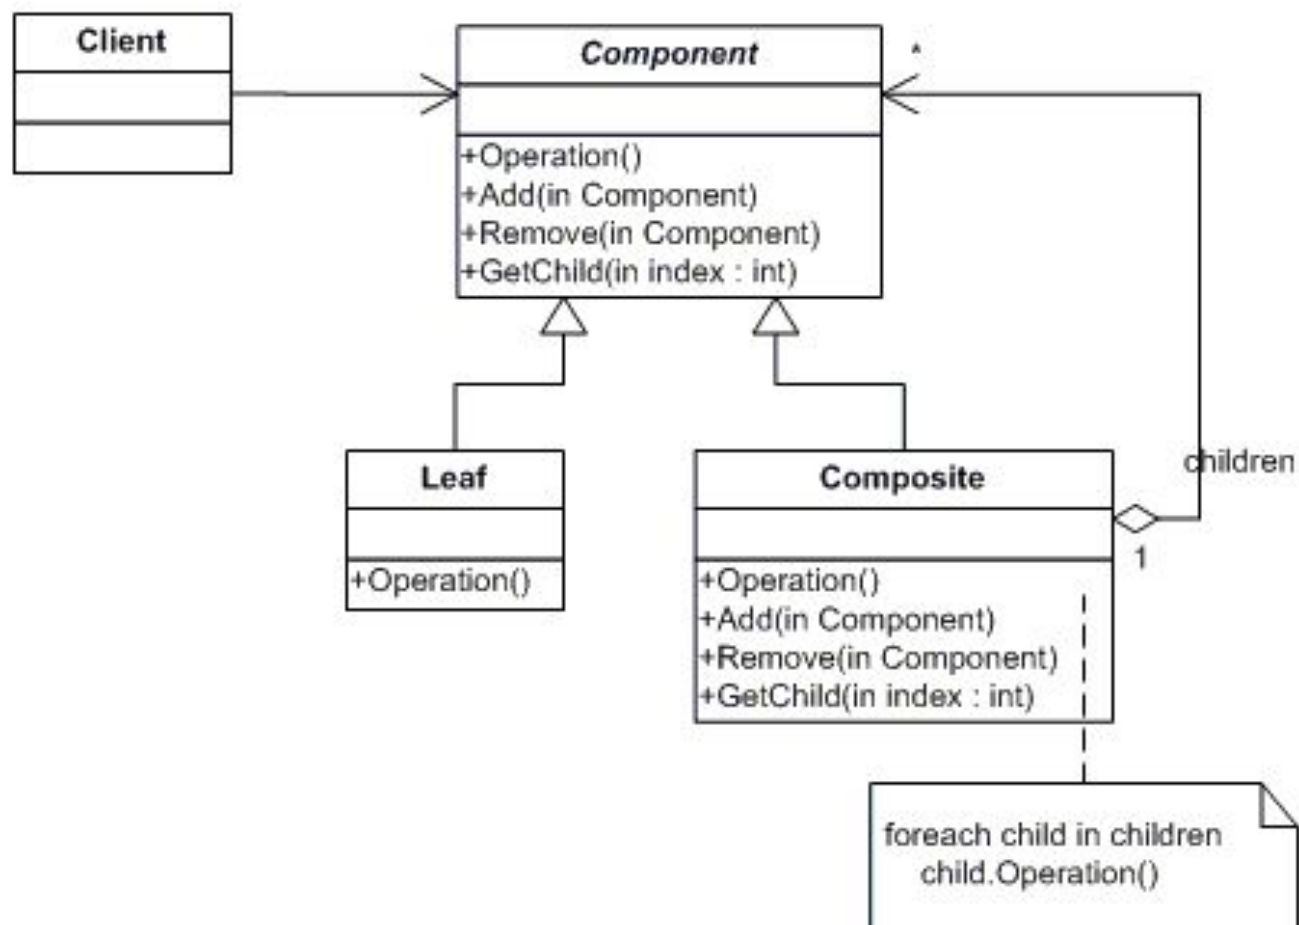 Client
Component
*
+Operation()
+Add(in Component)
+Remove(in Component)
+GetChild(in index : int)
children
Leaf
+Operation()
Composite
1
+Operation()
+Add(in Component)
+Remove(in Component)
+GetChild(in index : int)
foreach child in children
child.Operation()